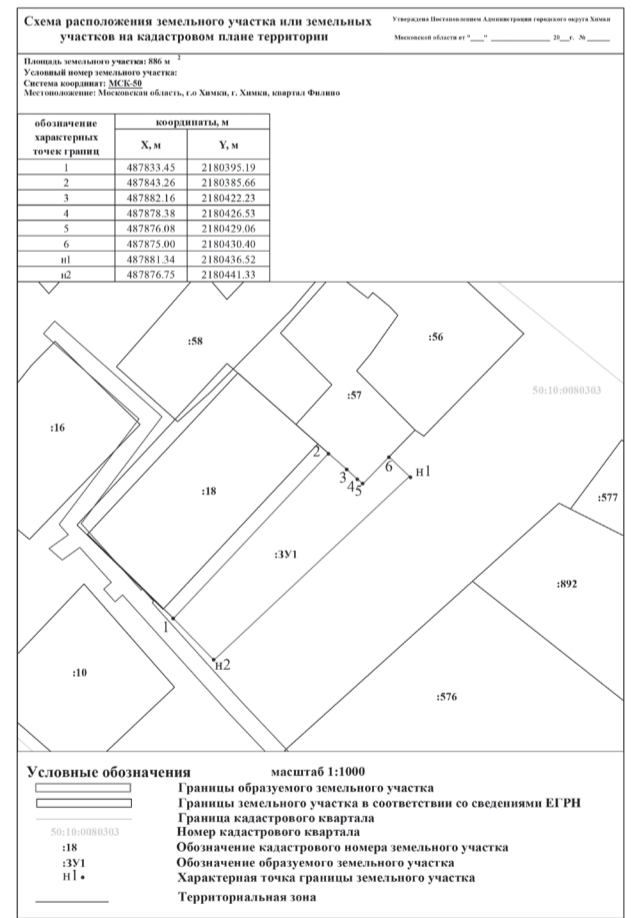 Схема расположения земельного участка или земельных
участков на кадастровом плане территории
Утверждена Постановлением Администрации городского округа Химки
Московской области от "____" ________________ 20___г. № ______
Площадь земельного участка: 886 м 2
Условный номер земельного участка:
Система координат: МСК-50
Местоположение: Московская область, г.о Химки, г. Химки, квартал Филино
обозначение характерных точек границ координаты, м
X, м Y, м
1 487833.45 2180395.19
2 487843.26 2180385.66
3 487882.16 2180422.23
4 487878.38 2180426.53
5 487876.08 2180429.06
6 487875.00 2180430.40
н1 487881.34 2180436.52
н2 487876.75 2180441.33
:58
:56
50:10:0080303
:57
:16
2
3
45
6
н1
:18
:577
:ЗУ1
:892
1
н2
:10
:576
Условные обозначения масштаб 1:1000
Границы образуемого земельного участка
Границы земельного участка в соответствии со сведениями ЕГРН
Граница кадастрового квартала
50:10:0080303 Номер кадастрового квартала
:18 Обозначение кадастрового номера земельного участка
:ЗУ1 Обозначение образуемого земельного участка
н1 Характерная точка границы земельного участка
Территориальная зона